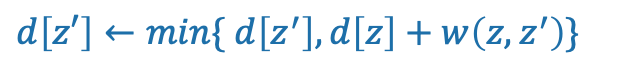 d[z′] ← min{ d[z′], d[z] + w(z, z′)}